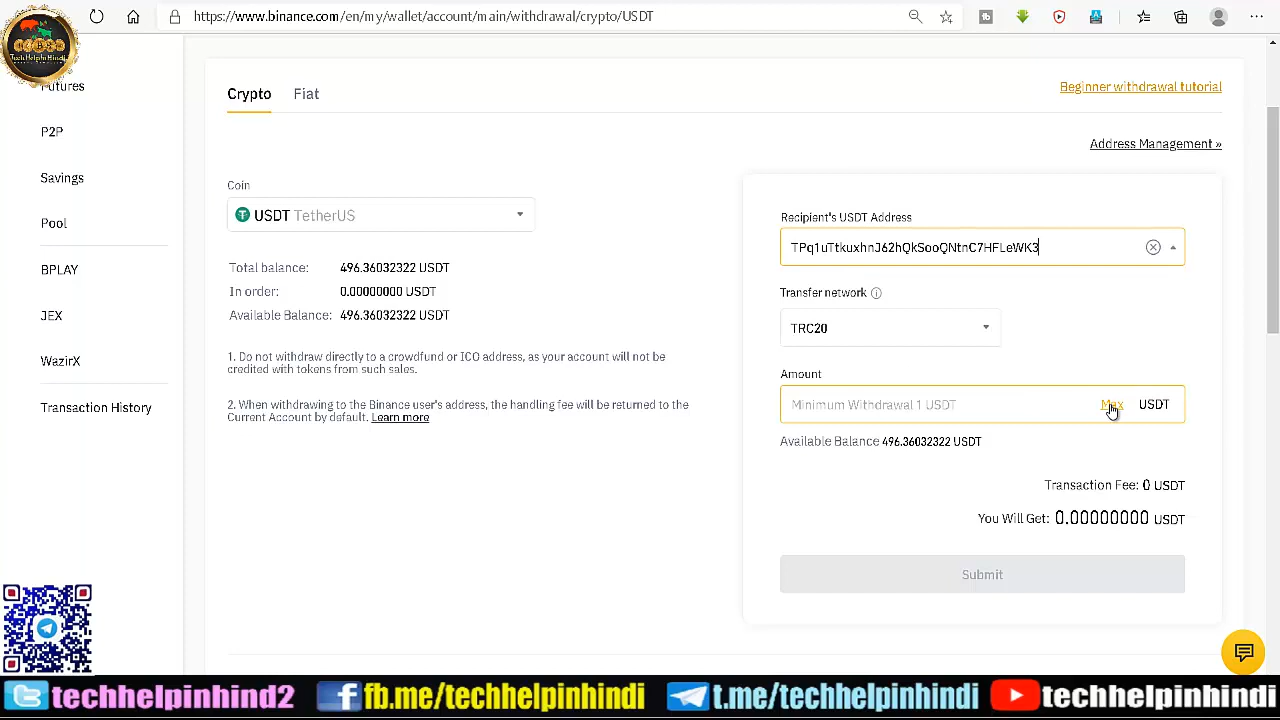 https://www.binance.com/en/my/wallet/account/main/withdrawal/crypto/USDT
TechHelpInHindi
Futures
P2P
Savings
Pool
BPLAY
JEX
WazirX
Transaction History
Crypto
Fiat
Beginner withdrawal tutorial
Address Management »
Coin
USDT TetherUS
Total balance: 496.36032322 USDT
In order: 0.00000000 USDT
Available Balance: 496.36032322 USDT
1. Do not withdraw directly to a crowdfund or ICO address, as your account will not be
credited with tokens from such sales.
2. When withdrawing to the Binance user's address, the handling fee will be returned to the
Current Account by default. Learn more
Recipient's USDT Address
TPq1uTtkuxhnJ62hQkSooQNtnC7HFLeWK3
Transfer network
TRC20
Amount
Minimum Withdrawal 1 USDT Max USDT
Available Balance 496.36032322 USDT
Transaction Fee: 0 USDT
You Will Get: 0.00000000 USDT
Submit
techhelpinhind2 fb.me/techhelpinhindi t.me/techhelpinhindi techhelpinhindi